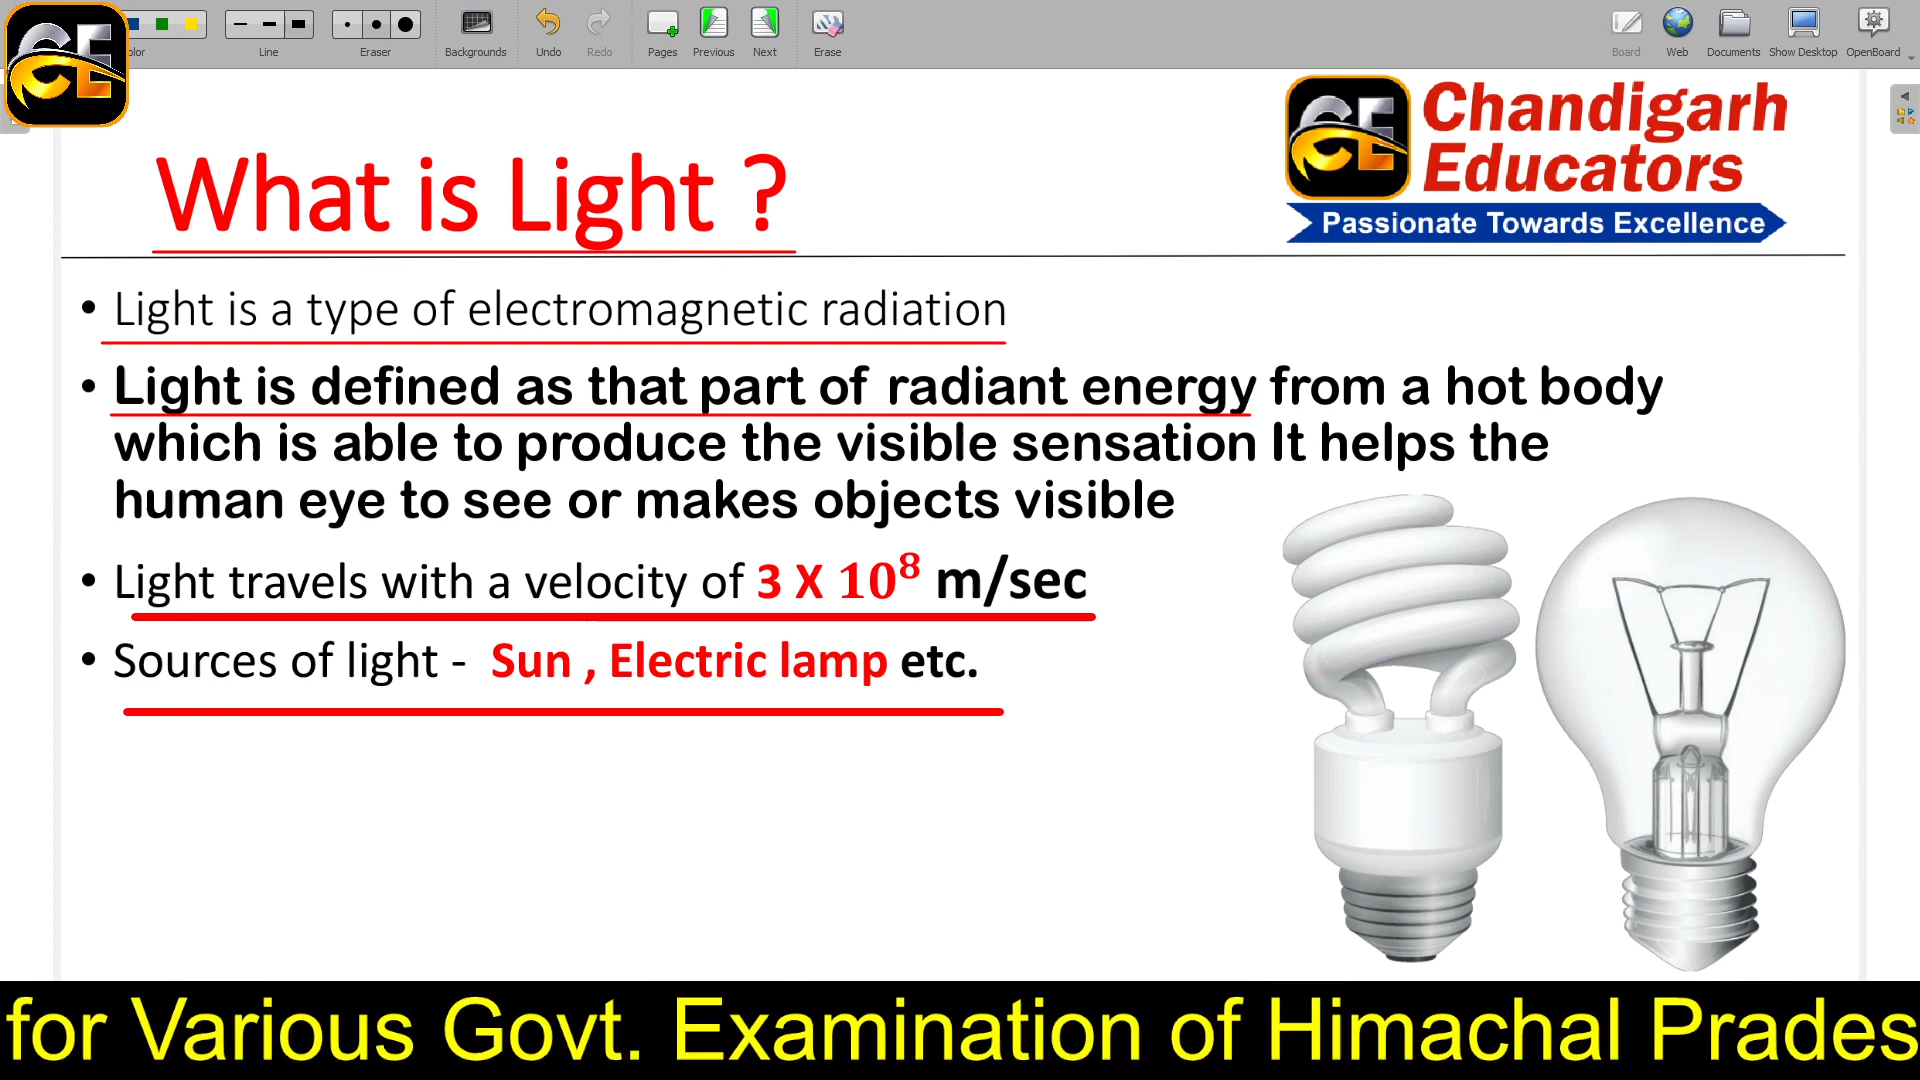 olor
Line
Eraser
Backgrounds
Undo
Redo
Pages
Previous
Next
Erase
Board
Web
Documents
Show Desktop
OpenBoard
CE
CE
Chandigarh
Educators
Passionate Towards Excellence
What is Light ?
• Light is a type of electromagnetic radiation
• Light is defined as that part of radiant energy from a hot body
which is able to produce the visible sensation It helps the
human eye to see or makes objects visible
• Light travels with a velocity of 3 X 10⁸ m/sec
• Sources of light - Sun , Electric lamp etc.
for Various Govt. Examination of Himachal Prades